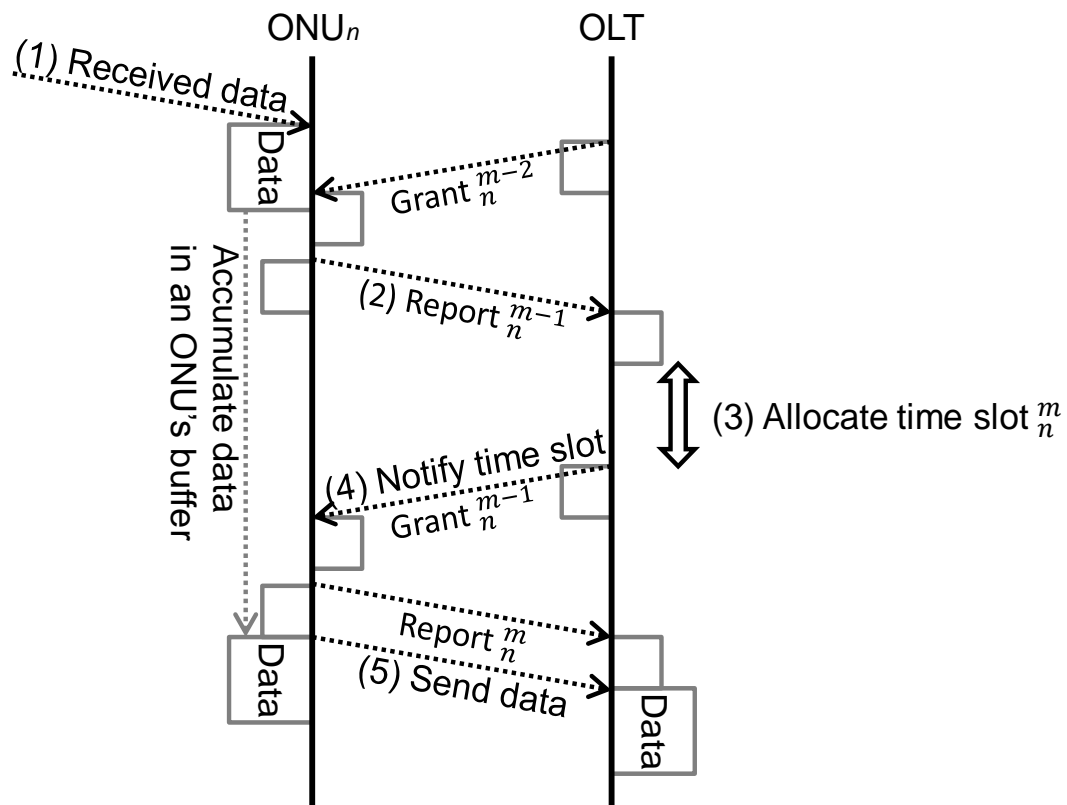 ONUn
OLT
(1) Received data
Data
Grant m−2 n
(2) Report m−1 n
Accumulate data
in an ONU's buffer
(3) Allocate time slot m n
(4) Notify time slot
Grant m−1 n
Report m n
(5) Send data
Data
Data